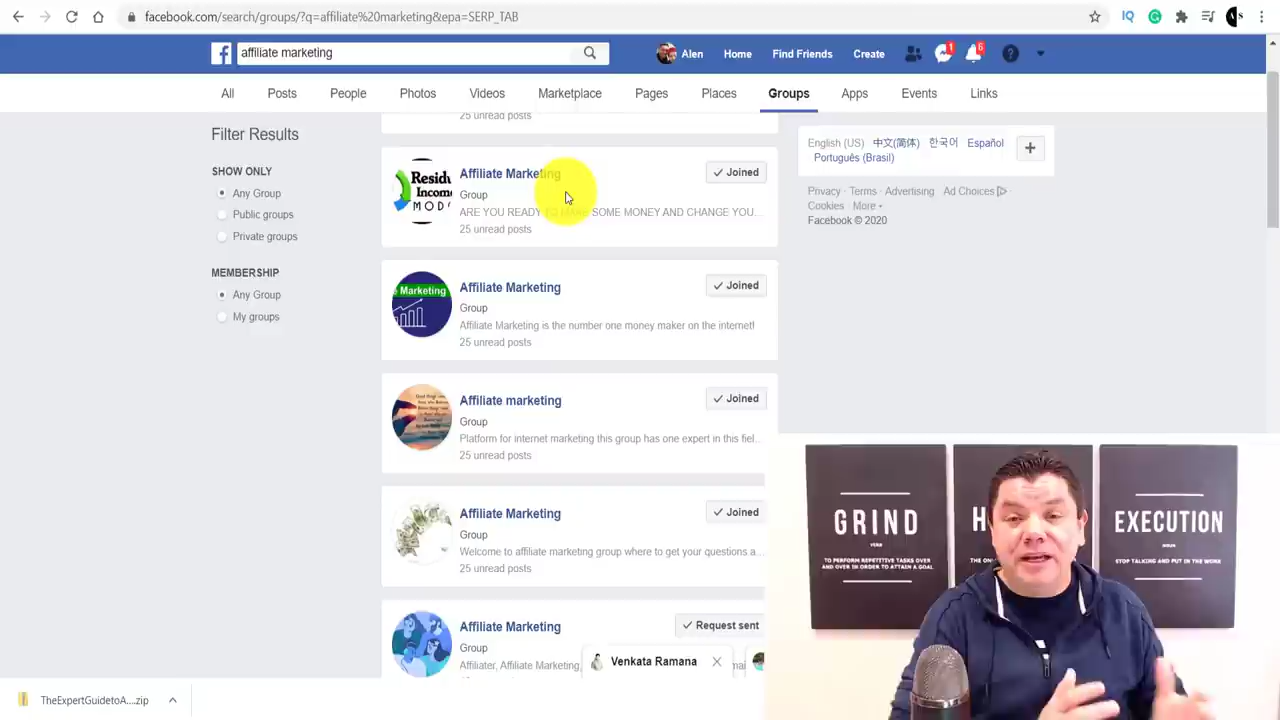 facebook.com/search/groups/?q=affiliate%20marketing&epa=SERP_TAB
affiliate marketing
Alen
Home
Find Friends
Create
1
6
All
Posts
People
Photos
Videos
Marketplace
Pages
Places
Groups
Apps
Events
Links
Filter Results
SHOW ONLY
Any Group
Public groups
Private groups
MEMBERSHIP
Any Group
My groups
25 unread posts
Affiliate Marketing
Joined
Group
ARE YOU READY TO MAKE SOME MONEY AND CHANGE YOUR...
25 unread posts
Affiliate Marketing
Joined
Group
Affiliate Marketing is the number one money maker on the internet!
25 unread posts
Affiliate marketing
Joined
Group
Platform for internet marketing this group has one expert in this fiel...
25 unread posts
Affiliate Marketing
Joined
Group
Welcome to affiliate marketing group where to get your questions a...
25 unread posts
Affiliate Marketing
Request sent
Group
Affiliater, Affiliate Marketing,
Venkata Ramana
English (US) 中文(简体) 한국어 Español
Português (Brasil)
Privacy · Terms · Advertising · Ad Choices ·
Cookies · More
Facebook © 2020
GRIND
VERB
TO PERFORM REPETITIVE TASKS OVER
AND OVER IN ORDER TO ATTAIN A
GOAL
EXECUTION
NOUN
STOP TALKING AND PUT IN THE WORK
TheExpertGuidetoA....zip